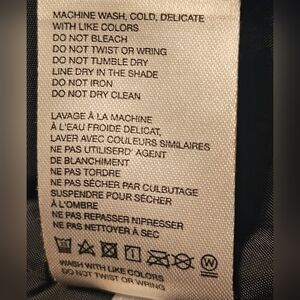 MACHINE WASH, COLD, DELICATE
WITH LIKE COLORS
DO NOT BLEACH
DO NOT TWIST OR WRING
DO NOT TUMBLE DRY
LINE DRY IN THE SHADE
DO NOT IRON
DO NOT DRY CLEAN
LAVAGE À LA MACHINE
À L'EAU FROIDE DELICAT,
LAVER AVEC COULEURS SIMILAIRES
NE PAS UTILISERD' AGENT
DE BLANCHIMENT
NE PAS TORDRE
NE PAS SÉCHER PAR CULBUTAGE
SUSPENDRE POUR SÉCHER
À L'OMBRE
NE PAS REPASSER NIPRESSER
NE PAS NETTOYER À SEC
W
WASH WITH LIKE COLORS
DO NOT TWIST OR WRING